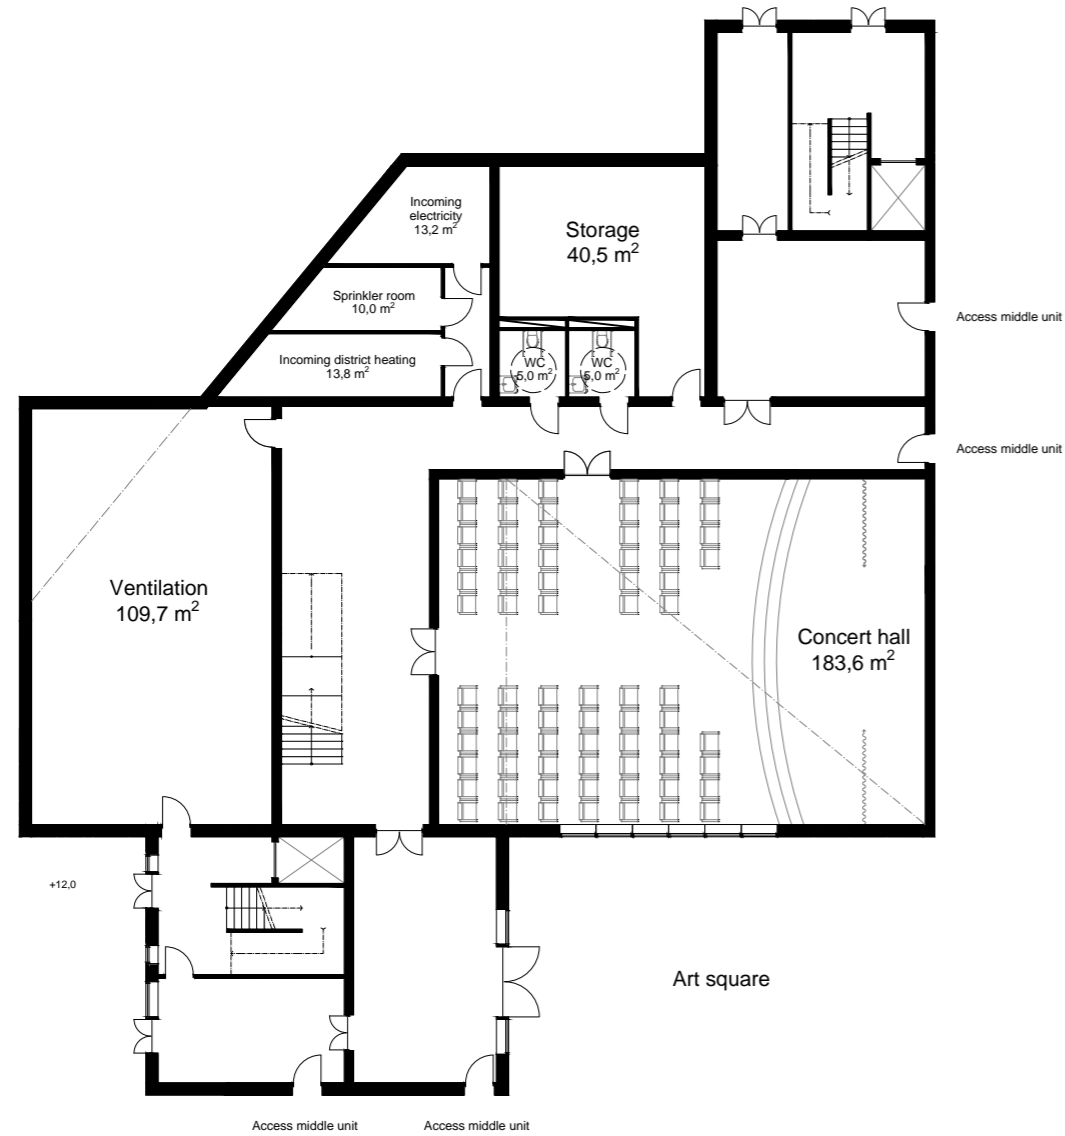 Incoming
electricity
13,2 m²
Storage
40,5 m²
Sprinkler room
10,0 m²
Access middle unit
Incoming district heating
13,8 m²
WC
5,0 m²
WC
5,0 m²
Access middle unit
Ventilation
109,7 m²
Concert hall
183,6 m²
+12,0
Art square
Access middle unit
Access middle unit